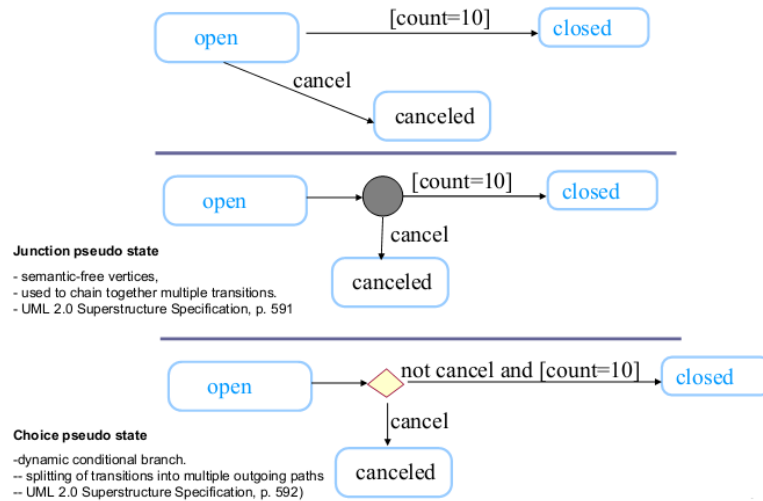 [count=10]
open
closed
cancel
canceled
[count=10]
open
closed
cancel
Junction pseudo state
canceled
- semantic-free vertices,
- used to chain together multiple transitions.
- UML 2.0 Superstructure Specification, p. 591
not cancel and [count=10]
open
closed
cancel
Choice pseudo state
canceled
-dynamic conditional branch.
-- splitting of transitions into multiple outgoing paths
-- UML 2.0 Superstructure Specification, p. 592)